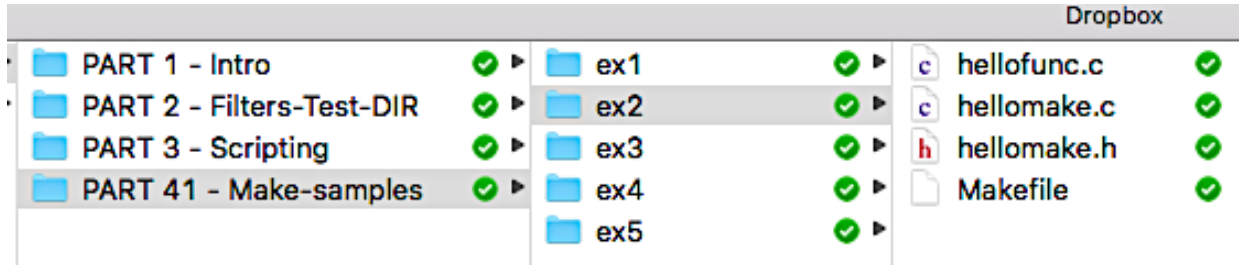 Dropbox
PART 1 - Intro
PART 2 - Filters-Test-DIR
PART 3 - Scripting
PART 41 - Make-samples
ex1
ex2
ex3
ex4
ex5
c hellofunc.c
c hellomake.c
h hellomake.h
Makefile